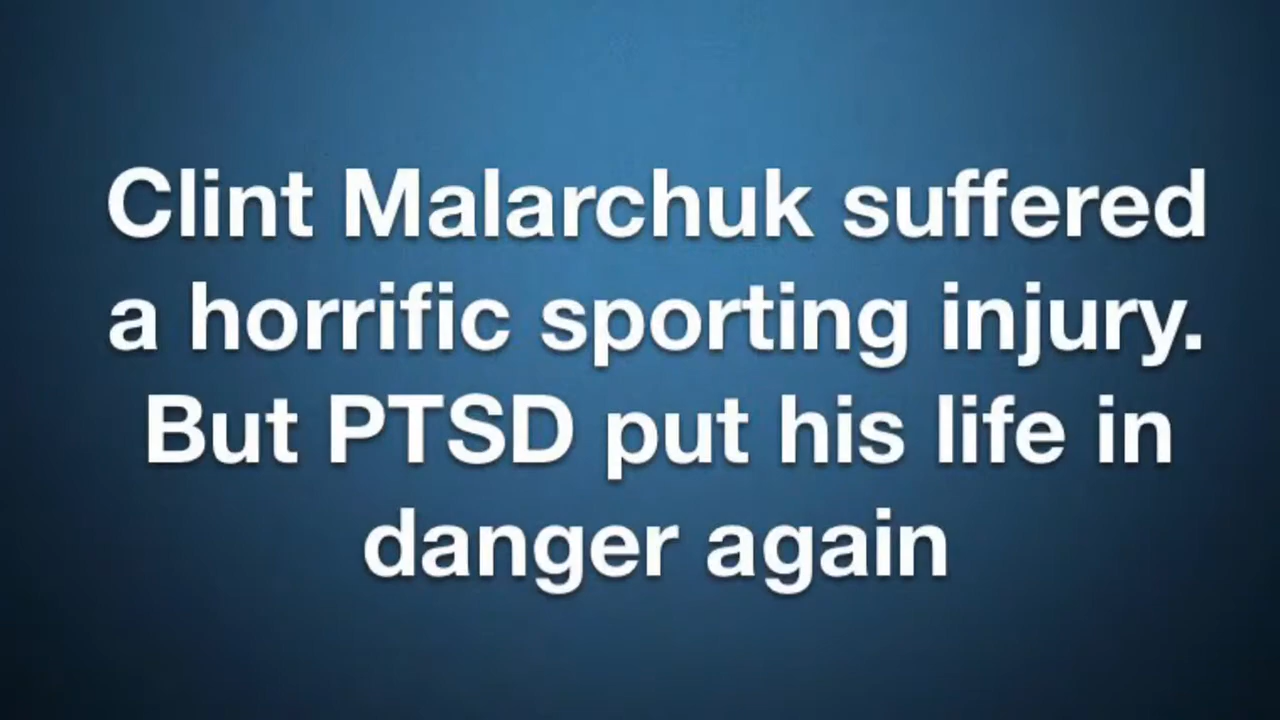 Clint Malarchuk suffered
a horrific sporting injury.
But PTSD put his life in
danger again